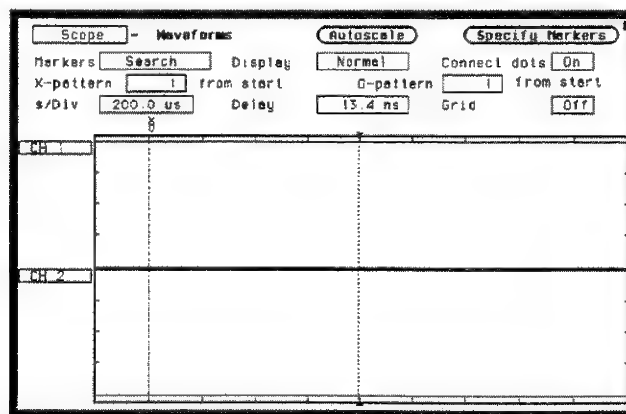 Scope - Waveforms Autoscale Specify Markers
Markers Search Display Normal Connect dots On
X-pattern 1 from start O-pattern 1 from start
s/Div 200.0 us Delay 13.4 ns Grid Off
X
O
CH 1
CH 2